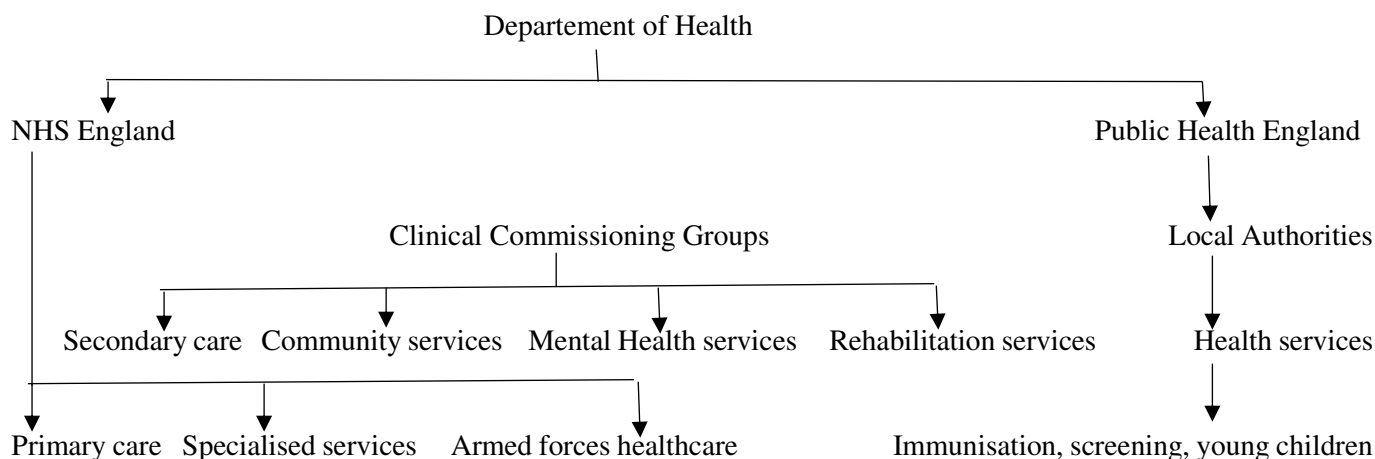 Departement of Health
NHS England Public Health England
Clinical Commissioning Groups Local Authorities
Secondary care Community services Mental Health services Rehabilitation services Health services
Primary care Specialised services Armed forces healthcare Immunisation, screening, young children